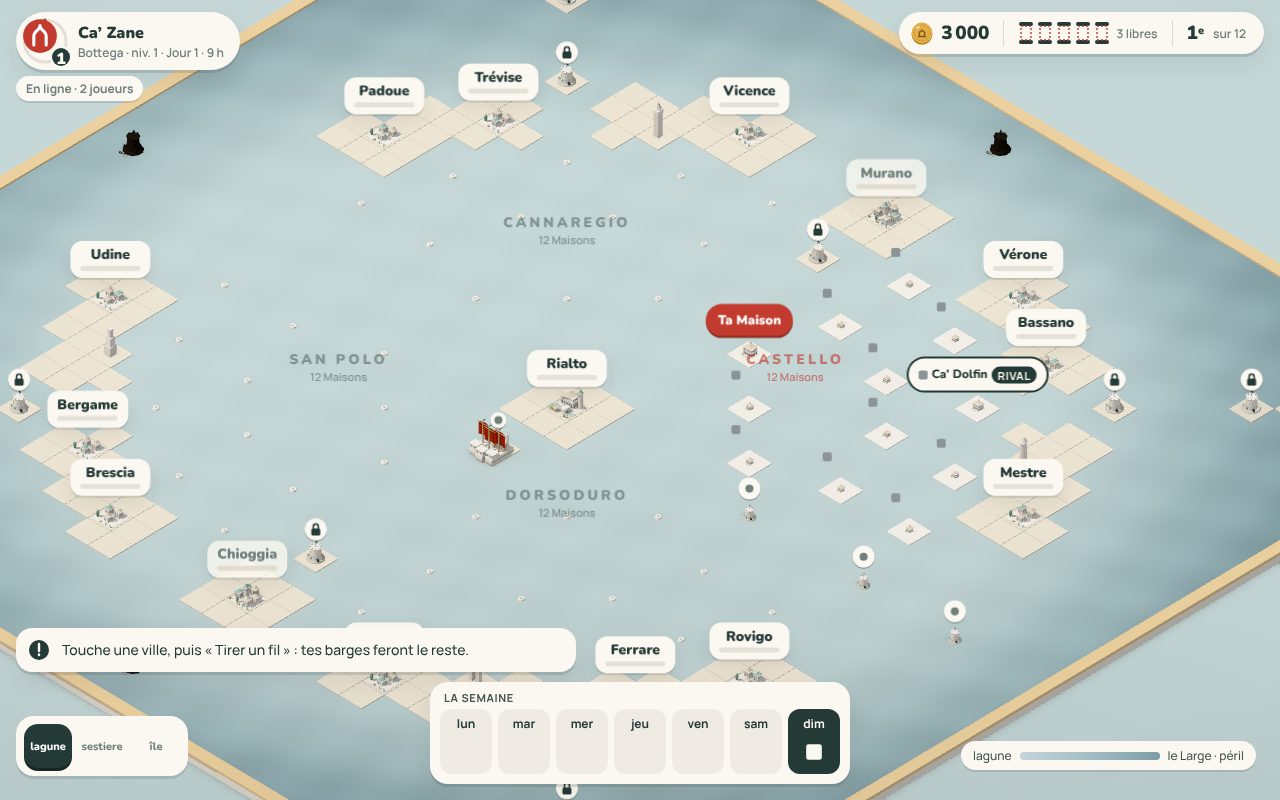 Ca’ Zane
Bottega · niv. 1 · Jour 1 · 9 h
1
En ligne · 2 joueurs
3 000
3 libres
1e sur 12
Padoue
Trévise
Vicence
Murano
CANNAREGIO
12 Maisons
Udine
Vérone
Ta Maison
Bassano
SAN POLO
12 Maisons
Rialto
CASTELLO
12 Maisons
Ca’ Dolfin RIVAL
Bergame
Brescia
Mestre
DORSODURO
12 Maisons
Chioggia
Touche une ville, puis « Tirer un fil » : tes barges feront le reste.
Ferrare
Rovigo
LA SEMAINE
lun mar mer jeu ven sam dim
lagune sestiere île
lagune le Large · péril